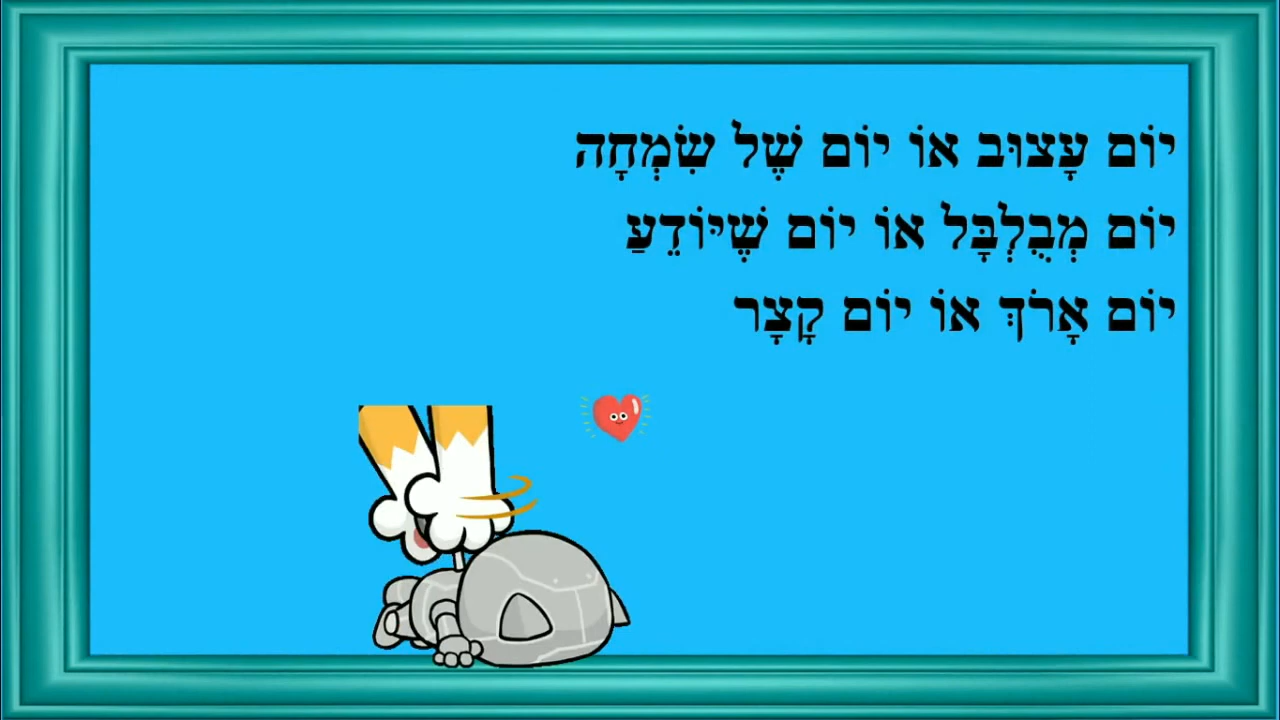 יוֹם עָצוּב אוֹ יוֹם שֶׁל שִׂמְחָה
יוֹם מְבֻלְבָּל אוֹ יוֹם שֶׁיּוֹדֵעַ
יוֹם אָרֹךְ אוֹ יוֹם קָצָר